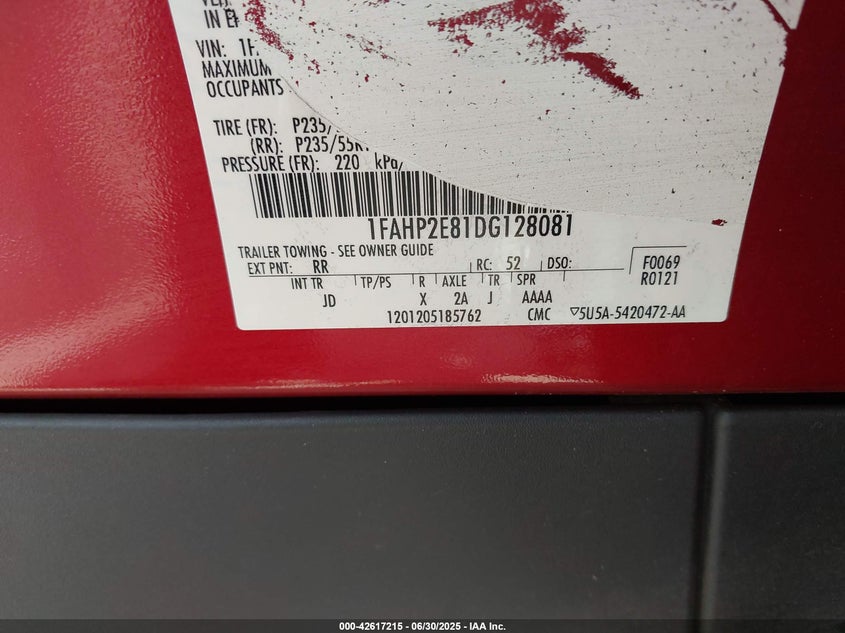 IN
VIN: 1F
MAXIMUM
OCCUPANTS
TIRE (FR): P235/
(RR): P235/55R
PRESSURE (FR): 220 kPa/
1FAHP2E81DG128081
TRAILER TOWING - SEE OWNER GUIDE
EXT PNT: RR RC: 52 DSO: F0069
INT TR TP/PS R AXLE TR SPR R0121
JD X 2A J AAAA
1201205185762 CMC ▽5U5A-5420472-AA
000-42617215 - 06/30/2025 - IAA Inc.